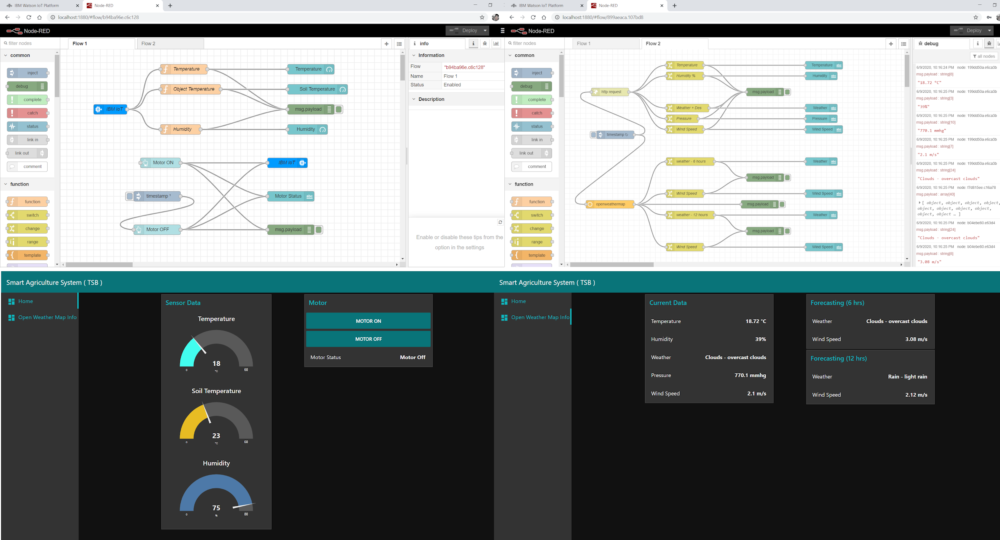 IBM Watson IoT Platform
Node-RED
localhost:1880/#flow/b94ba96e.c6c128
Node-RED
Deploy
filter nodes
Flow 1
Flow 2
info
common
inject
debug
complete
catch
status
link in
link out
comment
function
function
switch
change
range
template
Temperature
Temperature
Object Temperature
Soil Temperature
IBM IoT
msg.payload
Humidity
Humidity
Motor ON
IBM IoT
timestamp ¹
Motor Status
abc
Motor OFF
msg.payload
Information
Flow
"b94ba96e.c6c128"
Name
Flow 1
Status
Enabled
Description
Enable or disable these tips from the
option in the settings
IBM Watson IoT Platform
Node-RED
localhost:1880/#flow/899aeaca.107bd8
Node-RED
Deploy
filter nodes
Flow 1
Flow 2
debug
all nodes
common
inject
debug
complete
catch
status
link in
link out
comment
function
function
switch
change
range
template
Temperature
Temperature abc
Humidity %
Humidity abc
http request
msg.payload
Weather + Des
Weather abc
Pressure
Pressure abc
Wind Speed
Wind Speed abc
timestamp ↻
weather - 6 hours
Weather abc
msg.payload
Wind Speed
Wind Speed abc
openweathermap
msg.payload
weather - 12 hours
Weather abc
msg.payload
Wind Speed
Wind Speed abc
6/9/2020, 10:16:24 PM node: 199dd50a.e6ca3b
msg.payload : string[8]
"18.72 °C"
6/9/2020, 10:16:25 PM node: 199dd50a.e6ca3b
msg.payload : string[3]
"39%"
6/9/2020, 10:16:25 PM node: 199dd50a.e6ca3b
msg.payload : string[10]
"770.1 mmhg"
6/9/2020, 10:16:25 PM node: 199dd50a.e6ca3b
msg.payload : string[7]
"2.1 m/s"
6/9/2020, 10:16:25 PM node: 199dd50a.e6ca3b
msg.payload : string[24]
"Clouds - overcast clouds"
6/9/2020, 10:16:25 PM node: f7d815ee.c16a78
msg.payload : array[40]
[ object, object, object, object,
object, object, object, object,
object, object … ]
6/9/2020, 10:16:25 PM node: b04ebe80.e63d4
msg.payload : string[24]
"Clouds - overcast clouds"
6/9/2020, 10:16:25 PM node: b04ebe80.e63d4
msg.payload : string[8]
"3.08 m/s"
Smart Agriculture System ( TSB )
Home
Open Weather Map Info
Sensor Data
Temperature
18
°C
0
60
Soil Temperature
23
°C
0
60
Humidity
75
%
0
80
Motor
MOTOR ON
MOTOR OFF
Motor Status Motor Off
Smart Agriculture System ( TSB )
Home
Open Weather Map Info
Current Data
Temperature 18.72 °C
Humidity 39%
Weather Clouds - overcast clouds
Pressure 770.1 mmhg
Wind Speed 2.1 m/s
Forecasting (6 hrs)
Weather Clouds - overcast clouds
Wind Speed 3.08 m/s
Forecasting (12 hrs)
Weather Rain - light rain
Wind Speed 2.12 m/s